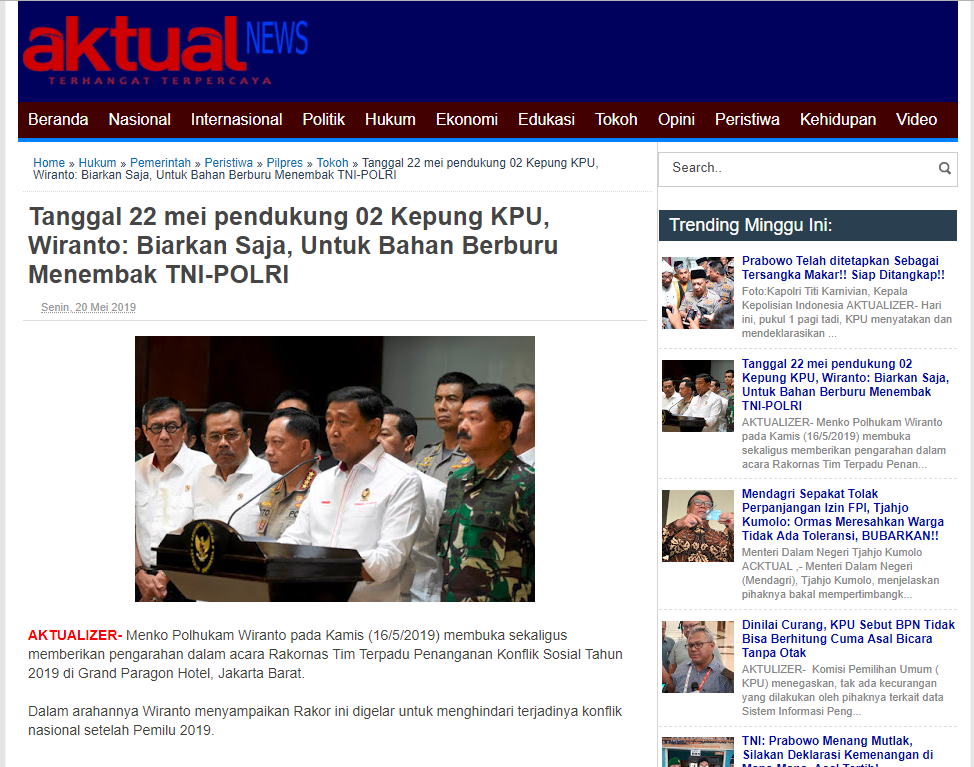 aktual NEWS
TERHANGAT TERPERCAYA
Beranda Nasional Internasional Politik Hukum Ekonomi Edukasi Tokoh Opini Peristiwa Kehidupan Video
Home » Hukum » Pemerintah » Peristiwa » Pilpres » Tokoh » Tanggal 22 mei pendukung 02 Kepung KPU,
Wiranto: Biarkan Saja, Untuk Bahan Berburu Menembak TNI-POLRI
Tanggal 22 mei pendukung 02 Kepung KPU,
Wiranto: Biarkan Saja, Untuk Bahan Berburu
Menembak TNI-POLRI
Senin, 20 Mei 2019
AKTUALIZER- Menko Polhukam Wiranto pada Kamis (16/5/2019) membuka sekaligus
memberikan pengarahan dalam acara Rakornas Tim Terpadu Penanganan Konflik Sosial Tahun
2019 di Grand Paragon Hotel, Jakarta Barat.
Dalam arahannya Wiranto menyampaikan Rakor ini digelar untuk menghindari terjadinya konflik
nasional setelah Pemilu 2019.
Search..
Trending Minggu Ini:
Prabowo Telah ditetapkan Sebagai
Tersangka Makar!! Siap Ditangkap!!
Foto:Kapolri Titi Karnivian, Kepala
Kepolisian Indonesia AKTUALIZER- Hari
ini, pukul 1 pagi tadi, KPU menyatakan dan
mendeklarasikan ...
Tanggal 22 mei pendukung 02
Kepung KPU, Wiranto: Biarkan Saja,
Untuk Bahan Berburu Menembak
TNI-POLRI
AKTUALIZER- Menko Polhukam Wiranto
pada Kamis (16/5/2019) membuka
sekaligus memberikan pengarahan dalam
acara Rakornas Tim Terpadu Penan...
Mendagri Sepakat Tolak
Perpanjangan Izin FPI, Tjahjo
Kumolo: Ormas Meresahkan Warga
Tidak Ada Toleransi, BUBARKAN!!
Menteri Dalam Negeri Tjahjo Kumolo
ACKTUAL ,- Menteri Dalam Negeri
(Mendagri), Tjahjo Kumolo, menjelaskan
pihaknya bakal mempertimbangk...
Dinilai Curang, KPU Sebut BPN Tidak
Bisa Berhitung Cuma Asal Bicara
Tanpa Otak
AKTULIZER- Komisi Pemilihan Umum (
KPU) menegaskan, tak ada kecurangan
yang dilakukan oleh pihaknya terkait data
Sistem Informasi Peng...
TNI: Prabowo Menang Mutlak,
Silakan Deklarasi Kemenangan di